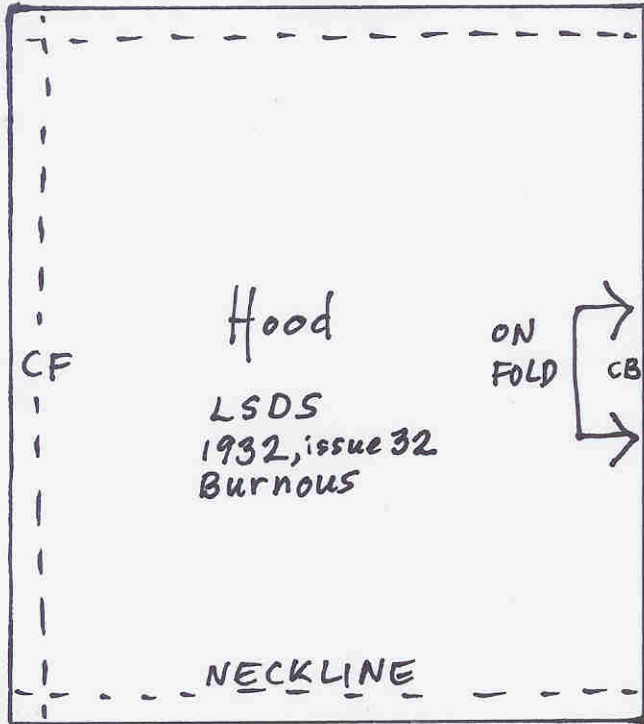 Hood
ON
FOLD
CB
CF
LSDS
1932, issue 32
Burnous
NECKLINE